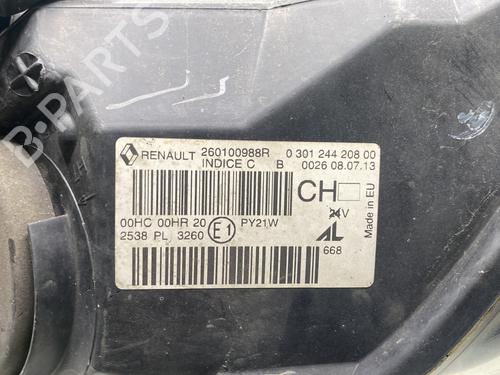 B-PARTS
RENAULT 260100988R 0 301 244 208 00
INDICE C B 0026 08.07.13
CH
24V
Made in EU
00HC 00HR 20 E1 PY21W
2538 PL 3260
AL
668